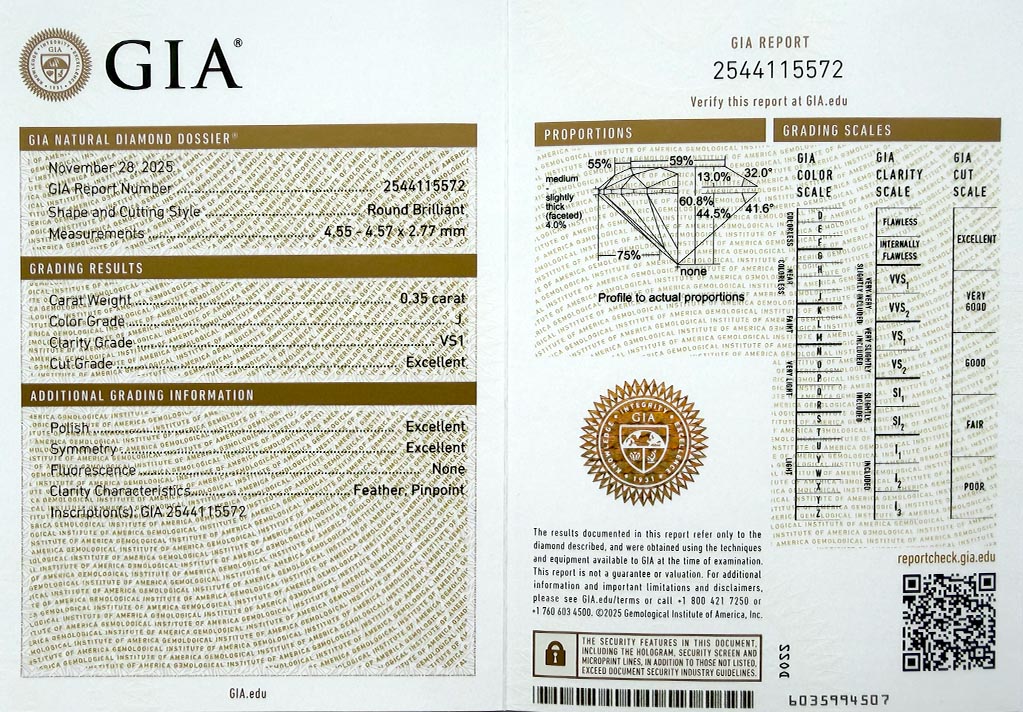 GIA®
GIA NATURAL DIAMOND DOSSIER®
November 28, 2025
GIA Report Number 2544115572
Shape and Cutting Style Round Brilliant
Measurements 4.55 - 4.57 x 2.77 mm
GRADING RESULTS
Carat Weight 0.35 carat
Color Grade J
Clarity Grade VS1
Cut Grade Excellent
ADDITIONAL GRADING INFORMATION
Polish Excellent
Symmetry Excellent
Fluorescence None
Clarity Characteristics Feather, Pinpoint
Inscription(s): GIA 2544115572
GIA.edu
GIA REPORT
2544115572
Verify this report at GIA.edu
PROPORTIONS
55%
59%
13.0%
32.0°
medium
-
slightly
thick
(faceted)
4.0%
60.8%
44.5%
41.6°
75%
none
Profile to actual proportions
GIA
INTEGRITY
1931
The results documented in this report refer only to the
diamond described, and were obtained using the techniques
and equipment available to GIA at the time of examination.
This report is not a guarantee or valuation. For additional
information and important limitations and disclaimers,
please see GIA.edu/terms or call +1 800 421 7250 or
+1 760 603 4500. ©2025 Gemological Institute of America, Inc.
THE SECURITY FEATURES IN THIS DOCUMENT,
INCLUDING THE HOLOGRAM, SECURITY SCREEN AND
MICROPRINT LINES, IN ADDITION TO THOSE NOT LISTED,
EXCEED DOCUMENT SECURITY INDUSTRY GUIDELINES.
GRADING SCALES
GIA
COLOR
SCALE
COLORLESS
D
E
F
NEAR COLORLESS
G
H
I
J
FAINT
K
L
M
VERY LIGHT
N
O
P
Q
R
LIGHT
S
T
U
V
W
X
Y
Z
GIA
CLARITY
SCALE
FLAWLESS
INTERNALLY
FLAWLESS
VERY VERY
SLIGHTLY INCLUDED
VVS1
VVS2
VERY SLIGHTLY
INCLUDED
VS1
VS2
SLIGHTLY
INCLUDED
SI1
SI2
INCLUDED
I1
I2
I3
GIA
CUT
SCALE
EXCELLENT
VERY
GOOD
GOOD
FAIR
POOR
reportcheck.gia.edu
D022
6035994507